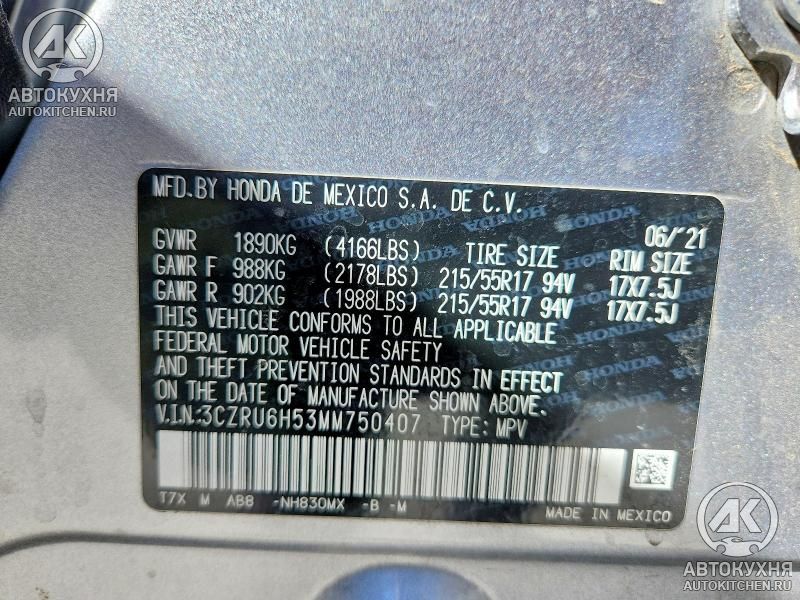 АК
АВТОКУХНЯ
AUTOKITCHEN.RU
MFD.BY HONDA DE MEXICO S.A. DE C.V.
06/'21
GVWR 1890KG (4166LBS) TIRE SIZE RIM SIZE
GAWR F 988KG (2178LBS) 215/55R17 94V 17X7.5J
GAWR R 902KG (1988LBS) 215/55R17 94V 17X7.5J
THIS VEHICLE CONFORMS TO ALL APPLICABLE
FEDERAL MOTOR VEHICLE SAFETY
AND THEFT PREVENTION STANDARDS IN EFFECT
ON THE DATE OF MANUFACTURE SHOWN ABOVE.
V.I.N:3CZRU6H53MM750407 TYPE: MPV
T7X M AB8 -NH830MX -B -M
MADE IN MEXICO
АК
АВТОКУХНЯ
AUTOKITCHEN.RU